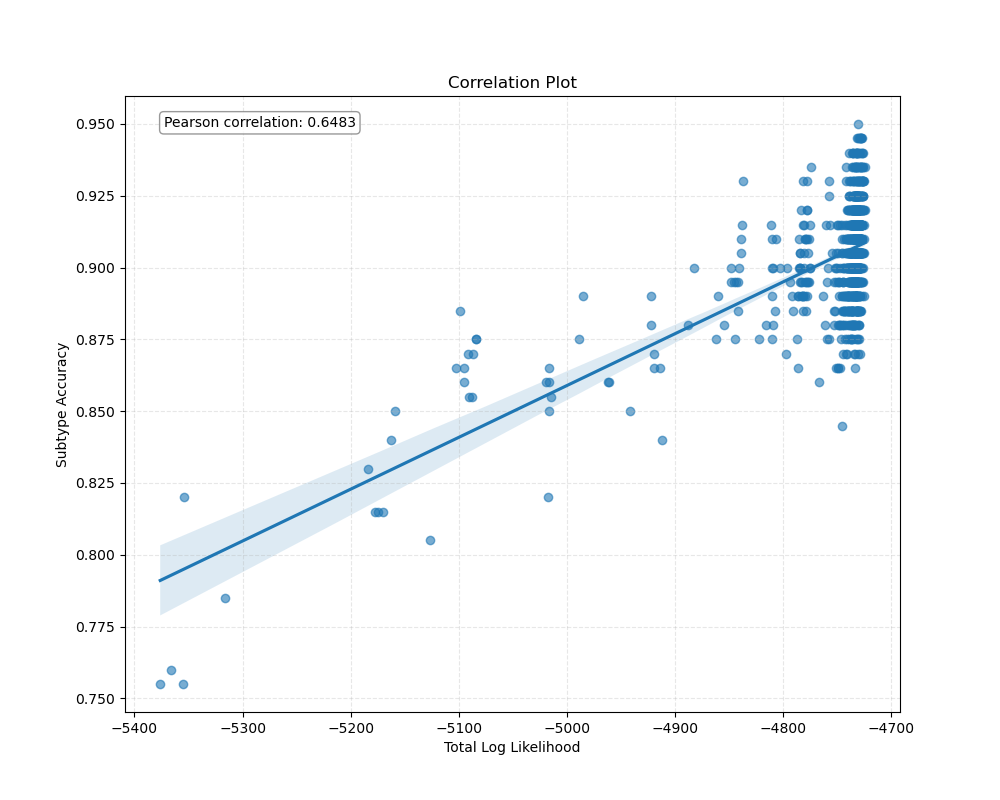 Correlation Plot
Pearson correlation: 0.6483
0.950
0.925
0.900
0.875
0.850
0.825
0.800
0.775
0.750
Subtype Accuracy
−5400 −5300 −5200 −5100 −5000 −4900 −4800 −4700
Total Log Likelihood